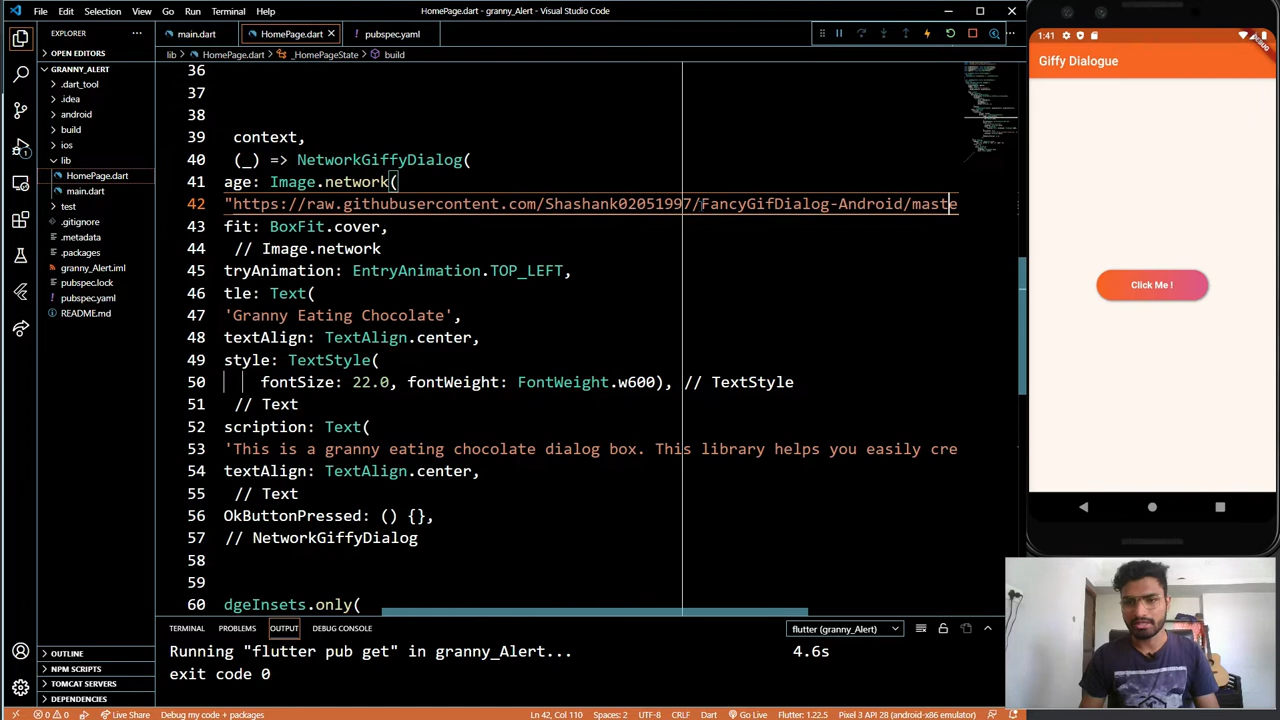 File Edit Selection View Go Run Terminal Help
HomePage.dart - granny_Alert - Visual Studio Code
EXPLORER
OPEN EDITORS
GRANNY_ALERT
.dart_tool
.idea
android
build
ios
lib
HomePage.dart
main.dart
test
.gitignore
.metadata
.packages
granny_Alert.iml
pubspec.lock
pubspec.yaml
README.md
OUTLINE
NPM SCRIPTS
TOMCAT SERVERS
DEPENDENCIES
main.dart HomePage.dart pubspec.yaml
lib HomePage.dart _HomePageState build
36
37
38
39 context,
40 (_) => NetworkGiffyDialog(
41 age: Image.network(
42 "https://raw.githubusercontent.com/Shashank02051997/FancyGifDialog-Android/maste
43 fit: BoxFit.cover,
44 // Image.network
45 tryAnimation: EntryAnimation.TOP_LEFT,
46 tle: Text(
47 'Granny Eating Chocolate',
48 textAlign: TextAlign.center,
49 style: TextStyle(
50 fontSize: 22.0, fontWeight: FontWeight.w600), // TextStyle
51 // Text
52 scription: Text(
53 'This is a granny eating chocolate dialog box. This library helps you easily cre
54 textAlign: TextAlign.center,
55 // Text
56 OkButtonPressed: () {},
57 // NetworkGiffyDialog
58
59
60 dgeInsets.only(
TERMINAL PROBLEMS OUTPUT DEBUG CONSOLE
flutter (granny_Alert)
Running "flutter pub get" in granny_Alert... 4.6s
exit code 0
0 0 Live Share Debug my code + packages
Ln 42, Col 110 Spaces: 2 UTF-8 CRLF Dart Go Live Flutter: 1.22.5 Pixel 3 API 28 (android-x86 emulator)
1:41
Giffy Dialogue
Click Me !